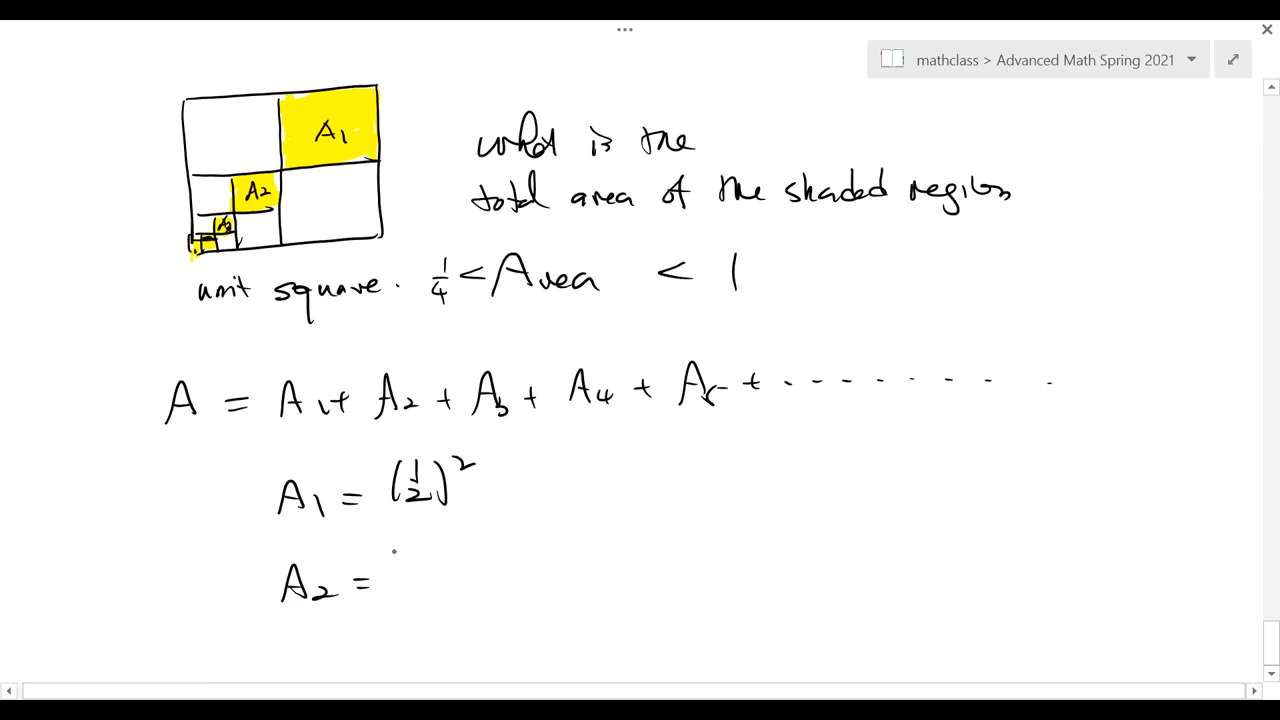 mathclass > Advanced Math Spring 2021
A1
A2
A3
what is the
total area of the shaded region
unit square. 1/4 < Area < 1
A = A1 + A2 + A3 + A4 + A5 + .........
A1 = (1/2)^2
A2 =